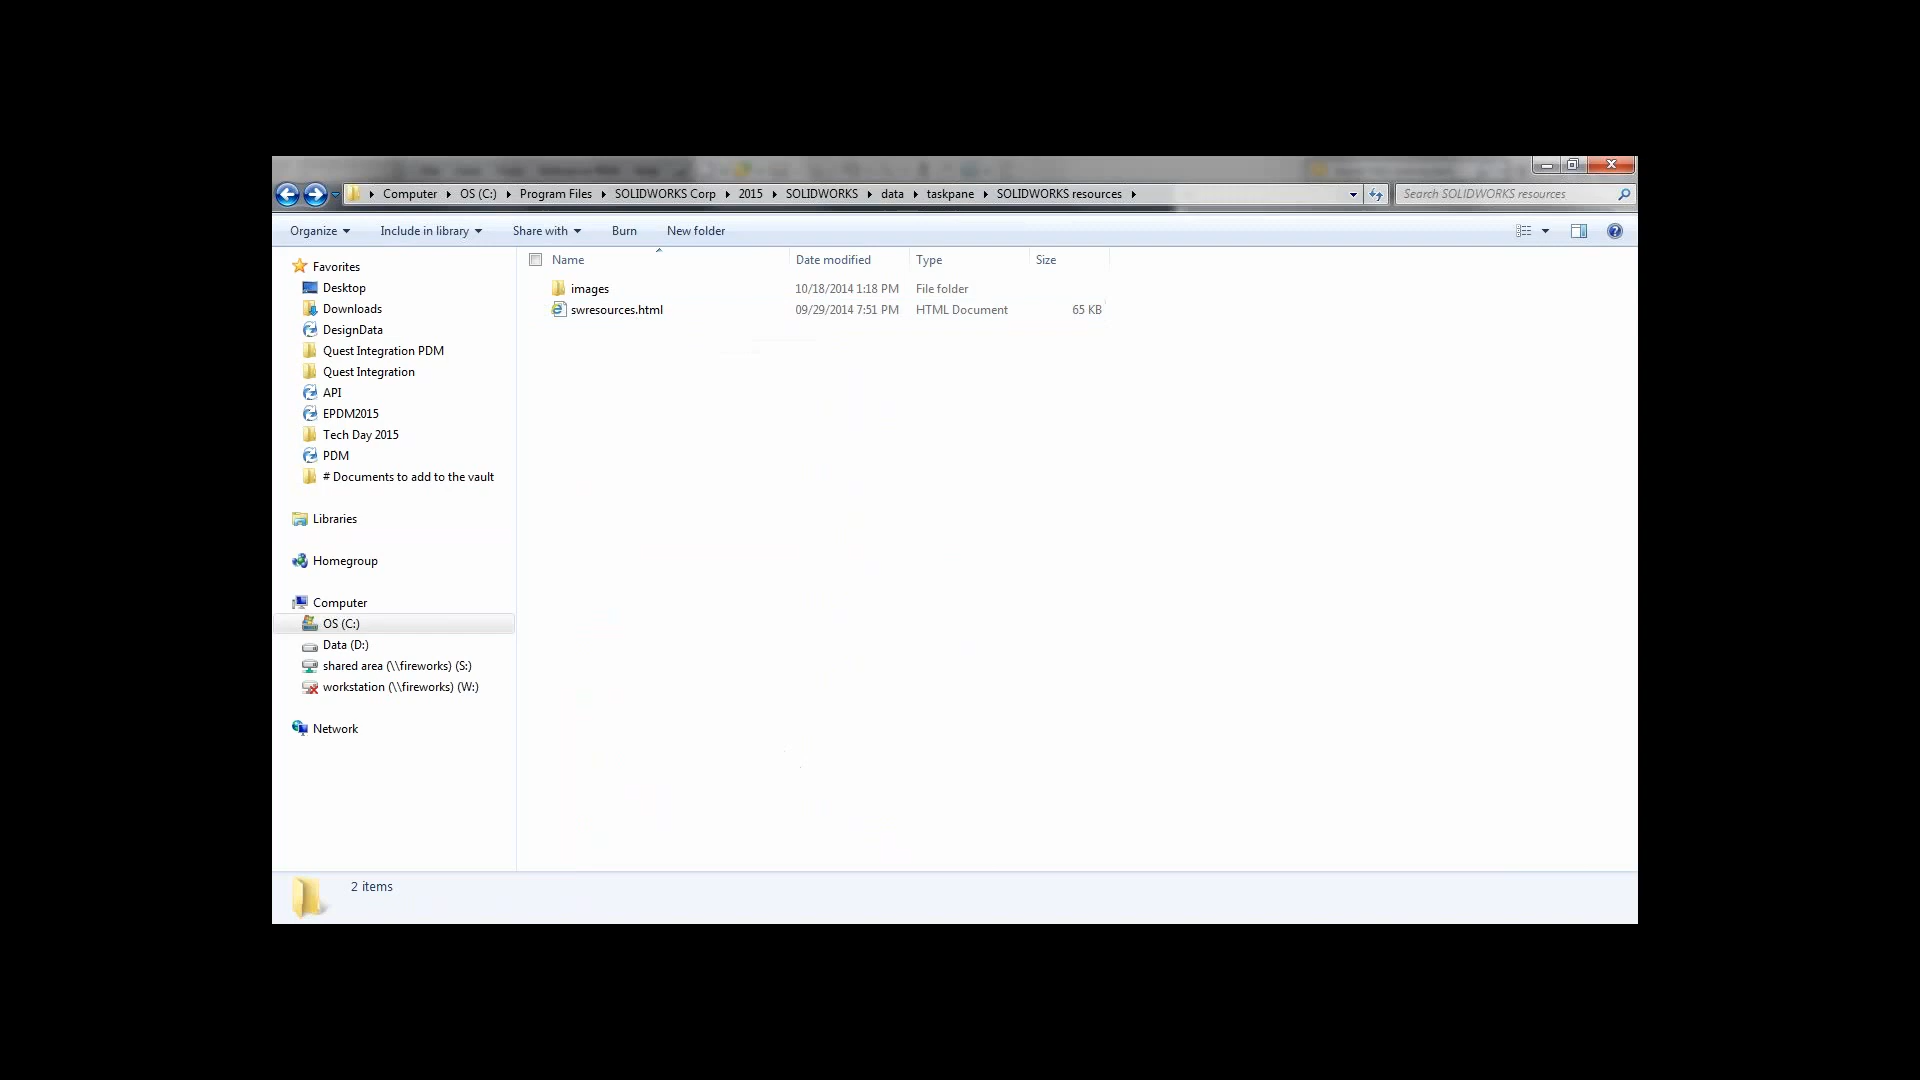 Computer OS (C:) Program Files SOLIDWORKS Corp 2015 SOLIDWORKS data taskpane SOLIDWORKS resources Search SOLIDWORKS resources
Organize Include in library Share with Burn New folder
Name Date modified Type Size
images 10/18/2014 1:18 PM File folder
swresources.html 09/29/2014 7:51 PM HTML Document 65 KB
Favorites
Desktop
Downloads
DesignData
Quest Integration PDM
Quest Integration
API
EPDM2015
Tech Day 2015
PDM
# Documents to add to the vault
Libraries
Homegroup
Computer
OS (C:)
Data (D:)
shared area (\\fireworks) (S:)
workstation (\\fireworks) (W:)
Network
2 items